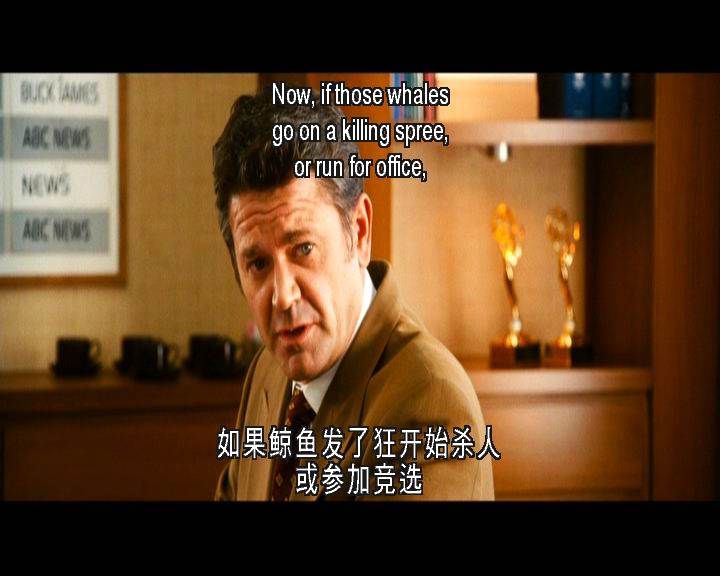 BUCK JAMES
ABC NEWS
NEWS
ABC NEWS
Now, if those whales
go on a killing spree,
or run for office,
如果鲸鱼发了狂开始杀人
或参加竞选